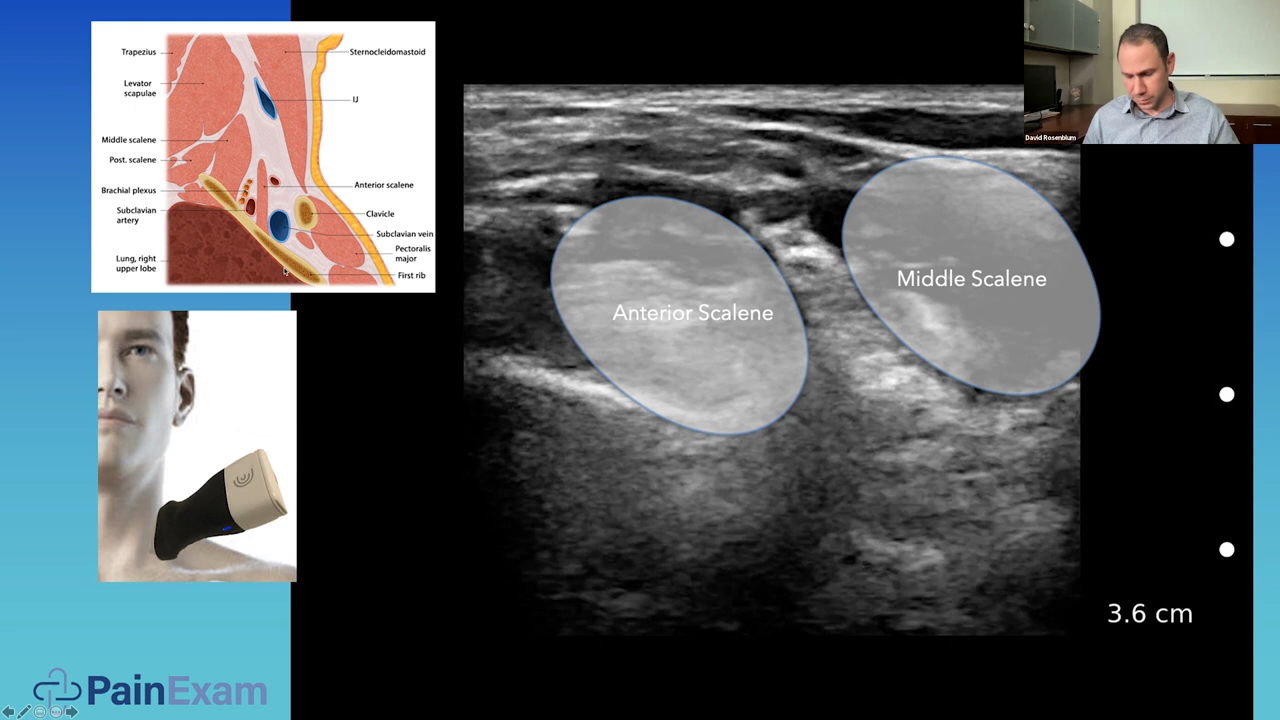 Trapezius
Levator
scapulae
Middle scalene
Post. scalene
Brachial plexus
Subclavian
artery
Lung, right
upper lobe
Sternocleidomastoid
IJ
Anterior scalene
Clavicle
Subclavian vein
Pectoralis
major
First rib
Anterior Scalene
Middle Scalene
David Rosenblum
3.6 cm
PainExam